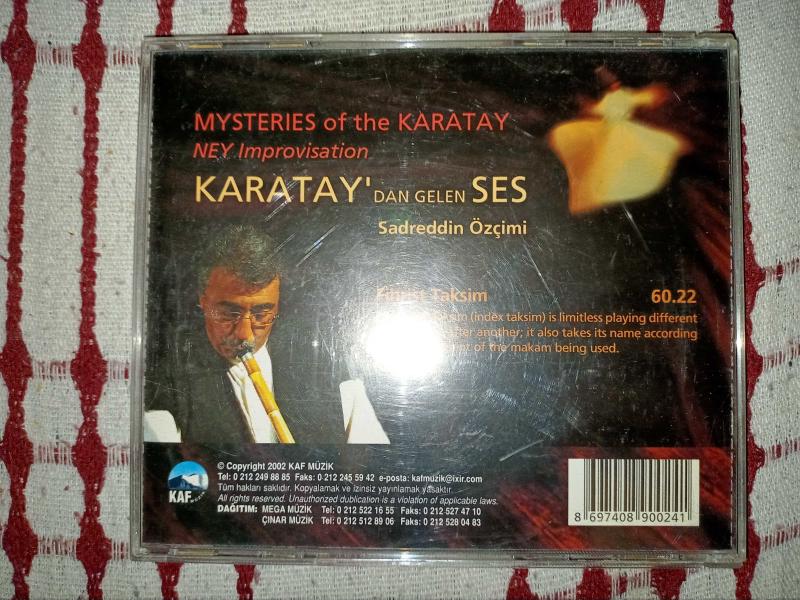 MYSTERIES of the KARATAY
NEY Improvisation
KARATAY'DAN GELEN SES
Sadreddin Özçimi
Fihrist Taksim 60.22
(index taksim) is limitless playing different
after another; it also takes its name according
of the makam being used.
KAF
© Copyright 2002 KAF MÜZİK
Tel: 0 212 249 88 85 Faks: 0 212 245 59 42 e-posta: kafmuzik@ixir.com
Tüm hakları saklıdır. Kopyalamak ve izinsiz yayınlamak yasaktır.
All rights reserved. Unauthorized dublication is a violation of applicable laws.
DAĞITIM: MEGA MÜZİK Tel: 0 212 522 16 55 Faks: 0 212 527 47 10
ÇINAR MÜZİK Tel: 0 212 512 89 06 Faks: 0 212 528 04 83
8 697408 900241